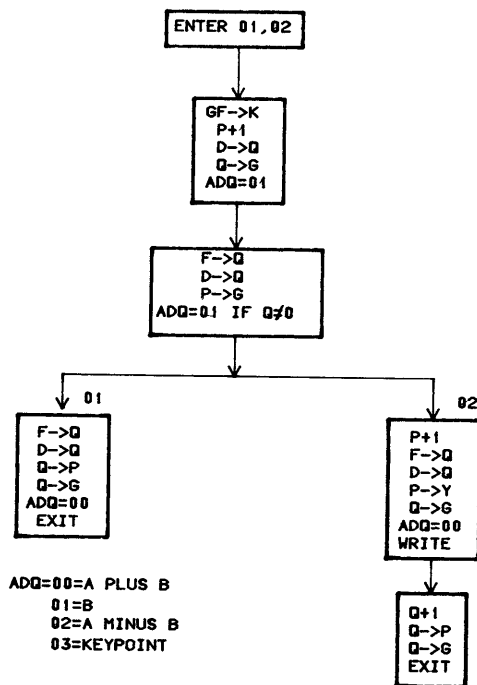 ENTER 01,02
GF->K
P+1
D->Q
Q->G
ADQ=01
F->Q
D->Q
P->G
ADQ=01 IF Q≠0
01
02
F->Q
D->Q
Q->P
Q->G
ADQ=00
EXIT
P+1
F->Q
D->Q
P->Y
Q->G
ADQ=00
WRITE
Q+1
Q->P
Q->G
EXIT
ADQ=00=A PLUS B
01=B
02=A MINUS B
03=KEYPOINT